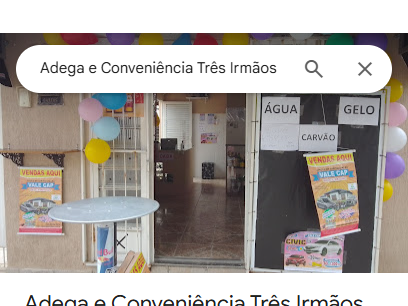 Adega e Conveniência Três Irmãos
ÁGUA
GELO
CARVÃO
VENDAS AQUI
VALE CAP
VENDAS AQUI
VALE CAP
CIVIC
Adega e Conveniência Três Irmãos